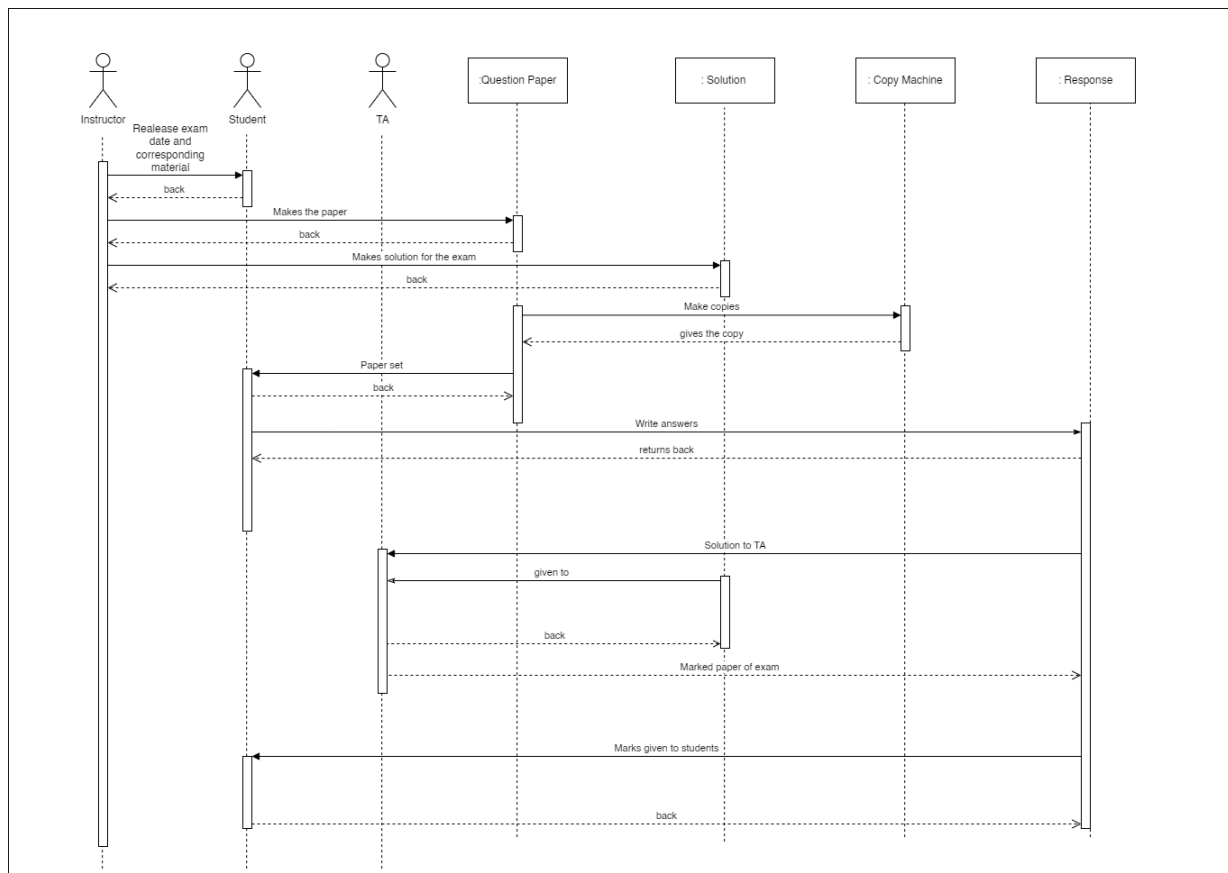 :Question Paper
: Solution
: Copy Machine
: Response
Instructor
Student
TA
Realease exam
date and
corresponding
material
back
Makes the paper
back
Makes solution for the exam
back
Make copies
gives the copy
Paper set
back
Write answers
returns back
Solution to TA
given to
back
Marked paper of exam
Marks given to students
back